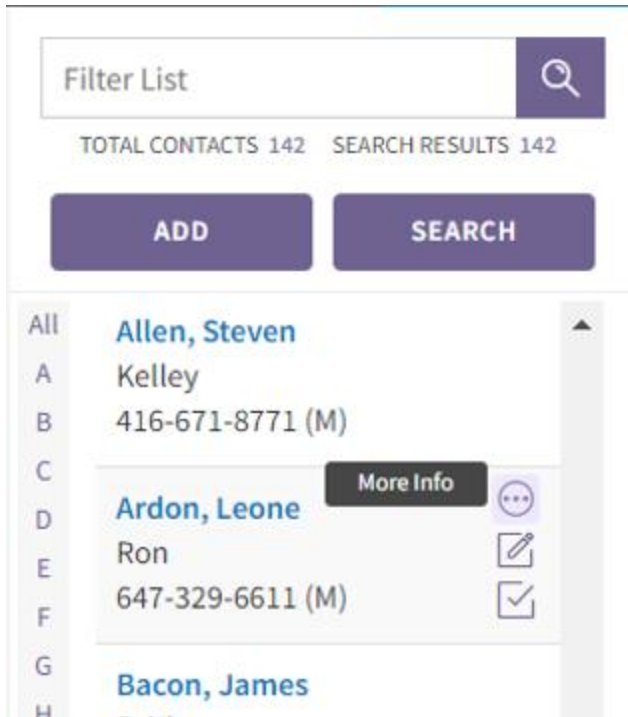 Filter List
TOTAL CONTACTS 142 SEARCH RESULTS 142
ADD SEARCH
All
A
B
C
D
E
F
G
H
Allen, Steven
Kelley
416-671-8771 (M)
More Info
Ardon, Leone
Ron
647-329-6611 (M)
Bacon, James